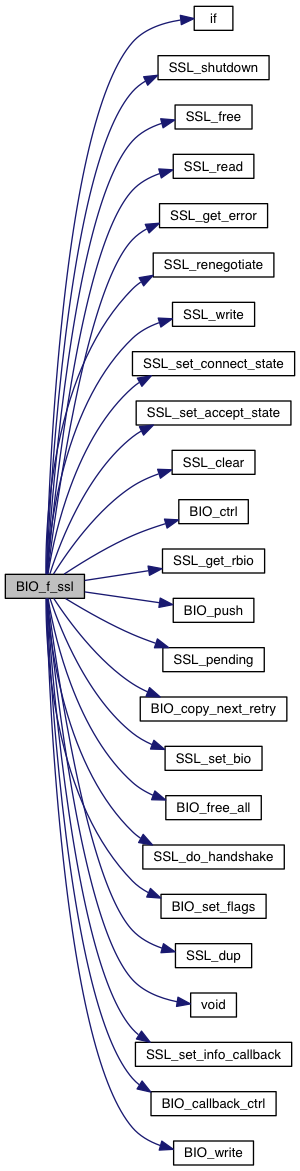 if
SSL_shutdown
SSL_free
SSL_read
SSL_get_error
SSL_renegotiate
SSL_write
SSL_set_connect_state
SSL_set_accept_state
SSL_clear
BIO_ctrl
SSL_get_rbio
BIO_f_ssl
BIO_push
SSL_pending
BIO_copy_next_retry
SSL_set_bio
BIO_free_all
SSL_do_handshake
BIO_set_flags
SSL_dup
void
SSL_set_info_callback
BIO_callback_ctrl
BIO_write